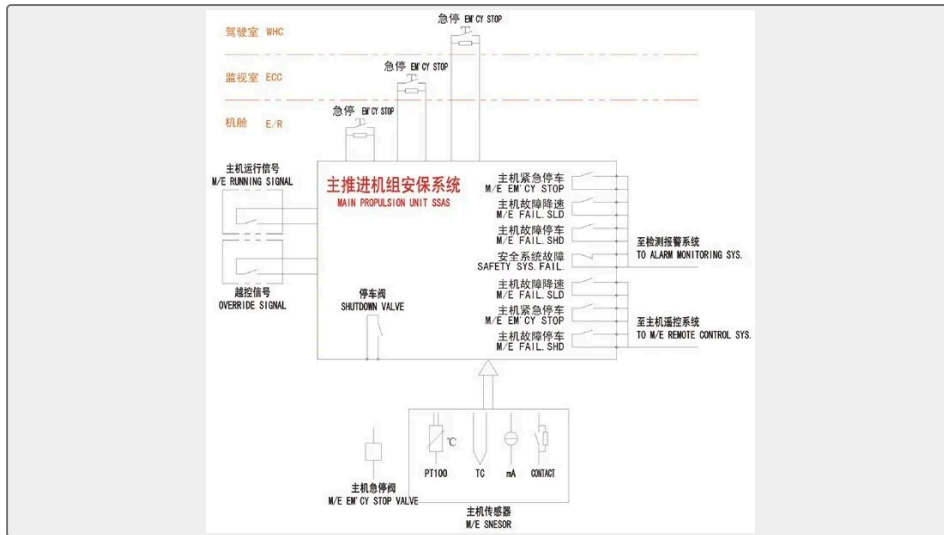 急停 EM'CY STOP
驾驶室 WHC
急停 EM'CY STOP
监视室 ECC
急停 EM'CY STOP
机舱 E/R
主机运行信号
M/E RUNNING SIGNAL
主推进机组安保系统
MAIN PROPULSION UNIT SSAS
主机紧急停车
M/E EM'CY STOP
主机故障降速
M/E FAIL.SLD
主机故障停车
M/E FAIL.SHD
至检测报警系统
TO ALARM MONITORING SYS.
安全系统故障
SAFETY SYS.FAIL.
越控信号
OVERRIDE SIGNAL
停车阀
SHUTDOWN VALVE
主机故障降速
M/E FAIL.SLD
主机紧急停车
M/E EM'CY STOP
至主机遥控系统
TO M/E REMOTE CONTROL SYS.
主机故障停车
M/E FAIL.SHD
℃
PT100 TC mA CONTACT
主机急停阀
M/E EM'CY STOP VALVE
主机传感器
M/E SNESOR